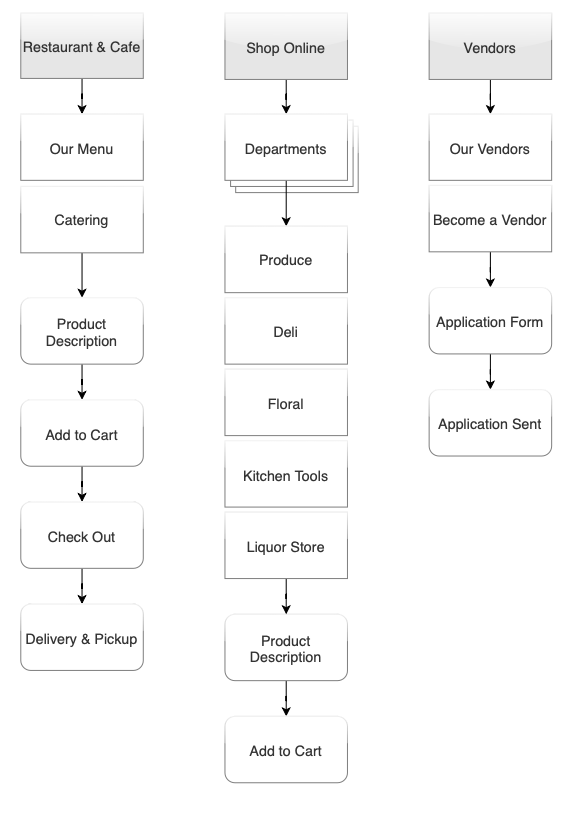 Restaurant & Cafe
Our Menu
Catering
Product
Description
Add to Cart
Check Out
Delivery & Pickup
Shop Online
Departments
Produce
Deli
Floral
Kitchen Tools
Liquor Store
Product
Description
Add to Cart
Vendors
Our Vendors
Become a Vendor
Application Form
Application Sent